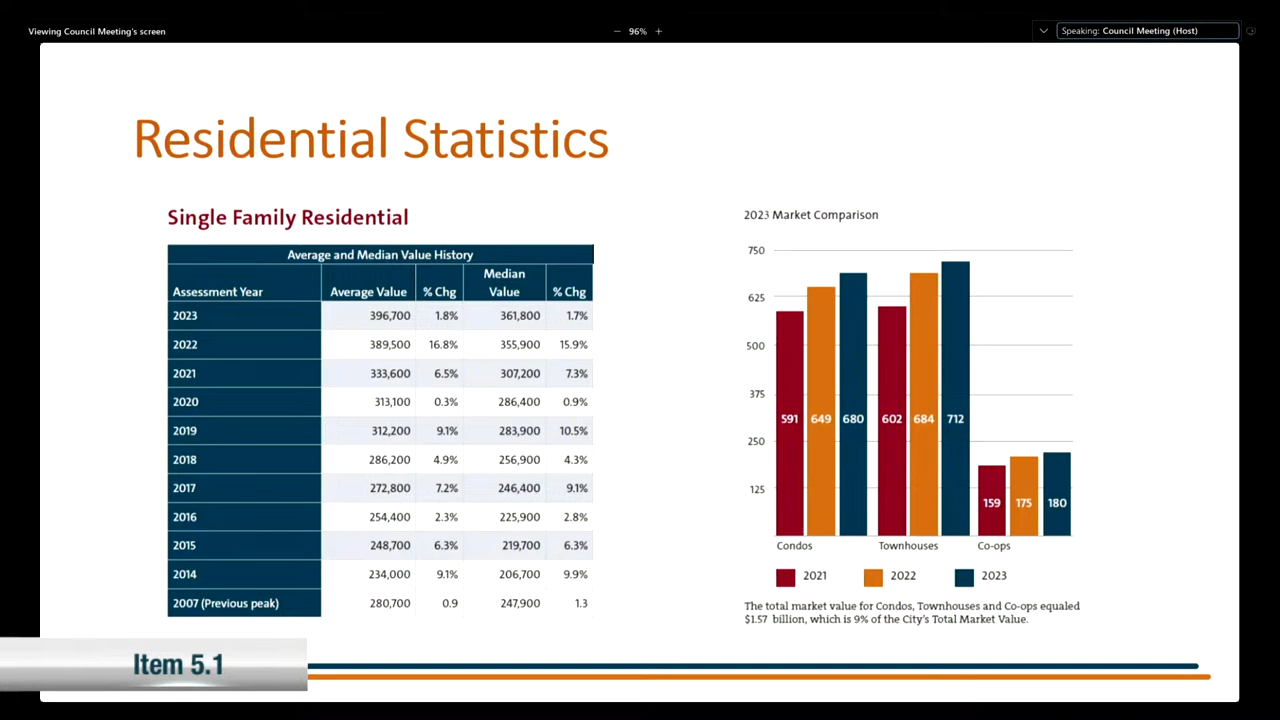 Viewing Council Meeting's screen
− 96% +
Speaking: Council Meeting (Host)
Residential Statistics
Single Family Residential
Average and Median Value History
Assessment Year Average Value % Chg Median Value % Chg
2023 396,700 1.8% 361,800 1.7%
2022 389,500 16.8% 355,900 15.9%
2021 333,600 6.5% 307,200 7.3%
2020 313,100 0.3% 286,400 0.9%
2019 312,200 9.1% 283,900 10.5%
2018 286,200 4.9% 256,900 4.3%
2017 272,800 7.2% 246,400 9.1%
2016 254,400 2.3% 225,900 2.8%
2015 248,700 6.3% 219,700 6.3%
2014 234,000 9.1% 206,700 9.9%
2007 (Previous peak) 280,700 0.9 247,900 1.3
2023 Market Comparison
750
625
500
375
250
125
591 649 680 602 684 712
159 175 180
Condos Townhouses Co-ops
2021 2022 2023
The total market value for Condos, Townhouses and Co-ops equaled
$1.57 billion, which is 9% of the City's Total Market Value.
Item 5.1